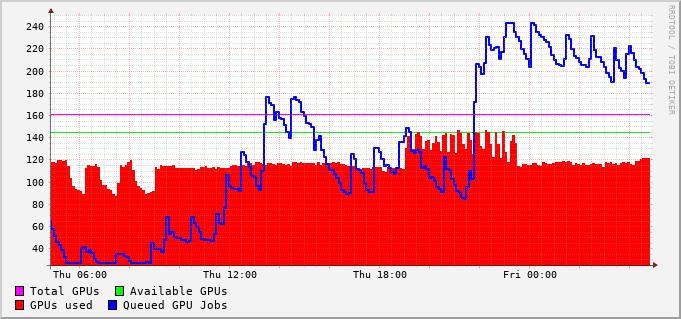 RRDTOOL / TOBI OETIKER
240
220
200
180
160
140
120
100
80
60
40
Thu 06:00 Thu 12:00 Thu 18:00 Fri 00:00
Total GPUs Available GPUs
GPUs used Queued GPU Jobs